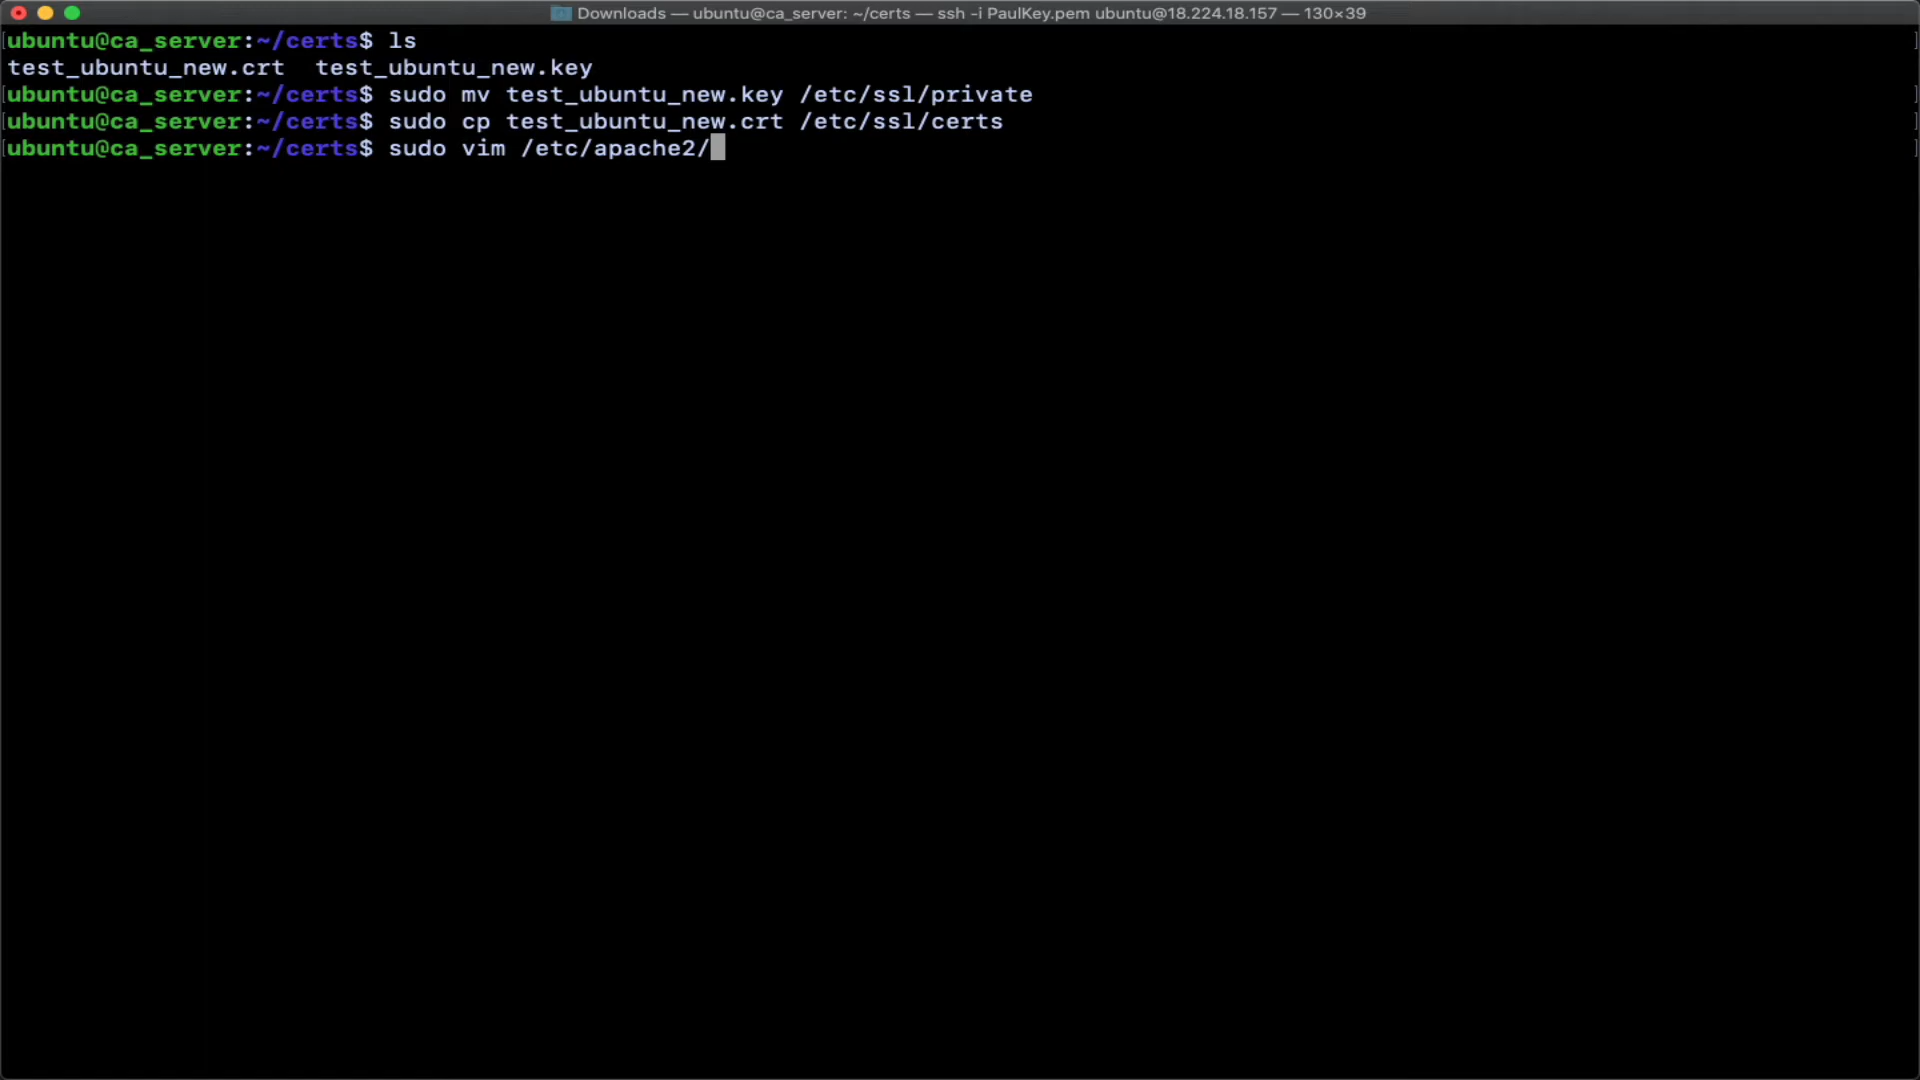 Downloads — ubuntu@ca_server: ~/certs — ssh -i PaulKey.pem ubuntu@18.224.18.157 — 130×39
[ubuntu@ca_server:~/certs$ ls ]
test_ubuntu_new.crt  test_ubuntu_new.key
[ubuntu@ca_server:~/certs$ sudo mv test_ubuntu_new.key /etc/ssl/private ]
[ubuntu@ca_server:~/certs$ sudo cp test_ubuntu_new.crt /etc/ssl/certs ]
[ubuntu@ca_server:~/certs$ sudo vim /etc/apache2/ ]